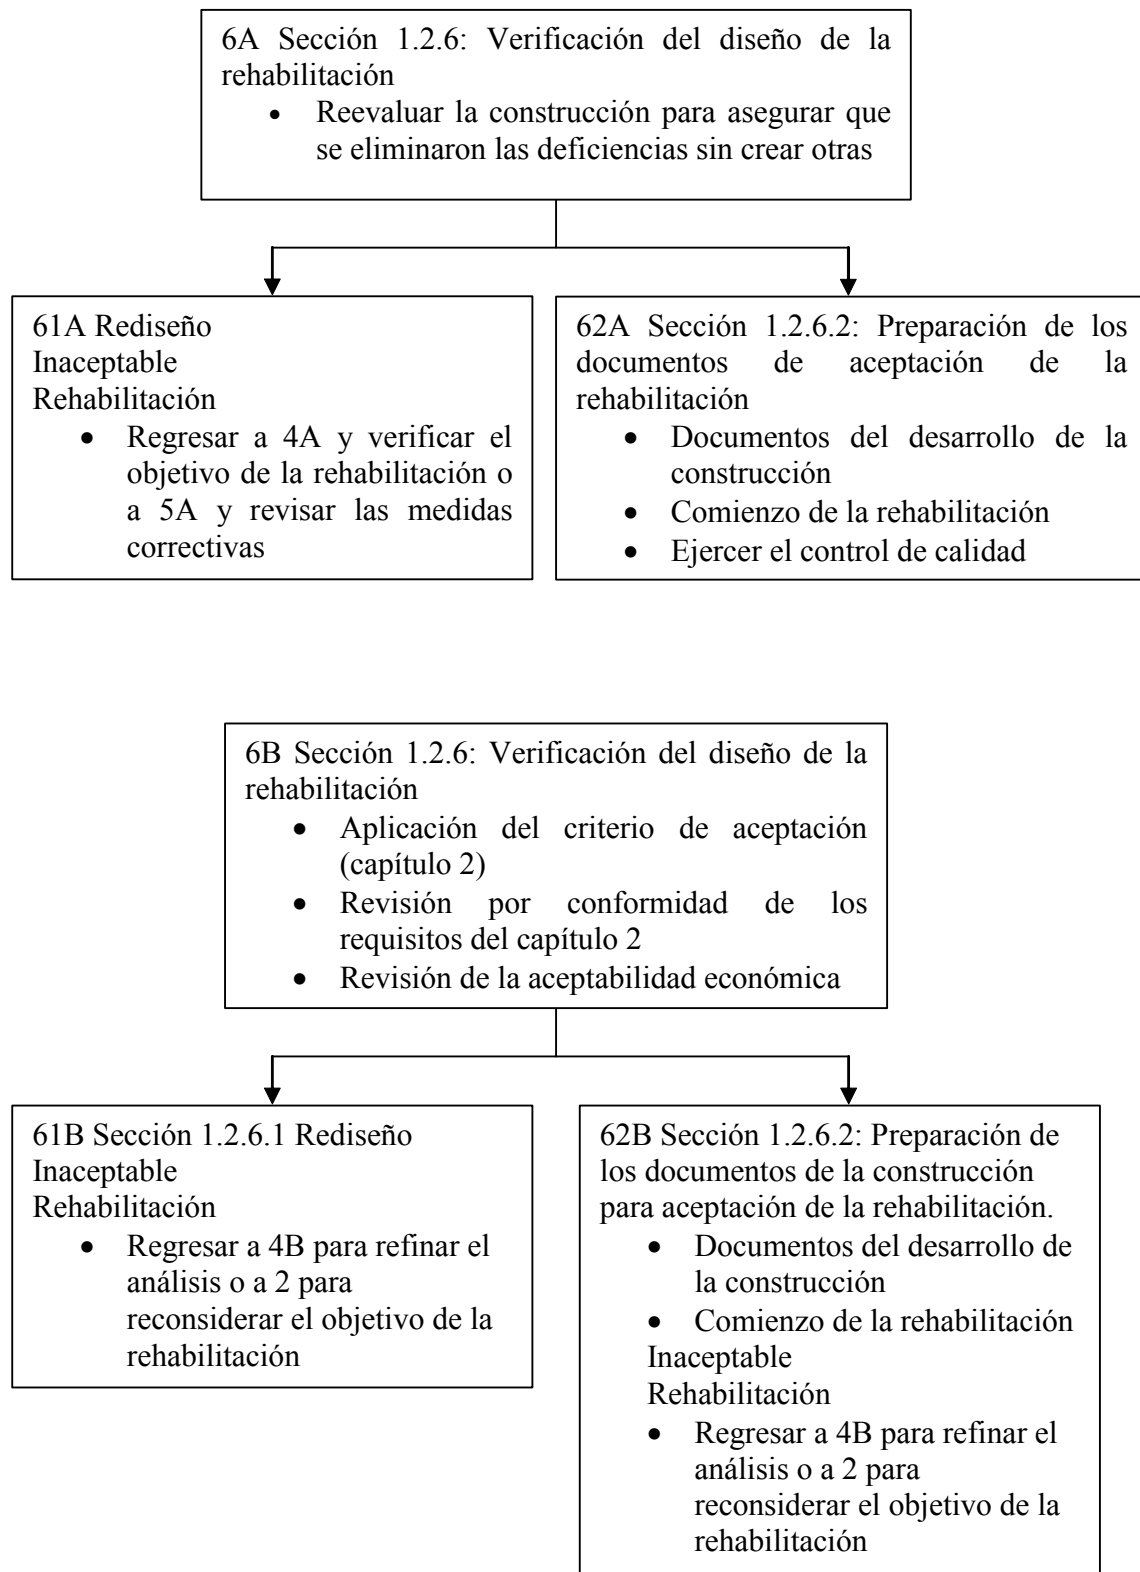 6A Sección 1.2.6: Verificación del diseño de la
rehabilitación
• Reevaluar la construcción para asegurar que
se eliminaron las deficiencias sin crear otras
61A Rediseño
Inaceptable
Rehabilitación
• Regresar a 4A y verificar el
objetivo de la rehabilitación o
a 5A y revisar las medidas
correctivas
62A Sección 1.2.6.2: Preparación de los
documentos de aceptación de la
rehabilitación
• Documentos del desarrollo de la
construcción
• Comienzo de la rehabilitación
• Ejercer el control de calidad
6B Sección 1.2.6: Verificación del diseño de la
rehabilitación
• Aplicación del criterio de aceptación
(capítulo 2)
• Revisión por conformidad de los
requisitos del capítulo 2
• Revisión de la aceptabilidad económica
61B Sección 1.2.6.1 Rediseño
Inaceptable
Rehabilitación
• Regresar a 4B para refinar el
análisis o a 2 para
reconsiderar el objetivo de la
rehabilitación
62B Sección 1.2.6.2: Preparación de
los documentos de la construcción
para aceptación de la rehabilitación.
• Documentos del desarrollo de
la construcción
• Comienzo de la rehabilitación
Inaceptable
Rehabilitación
• Regresar a 4B para refinar el
análisis o a 2 para
reconsiderar el objetivo de la
rehabilitación